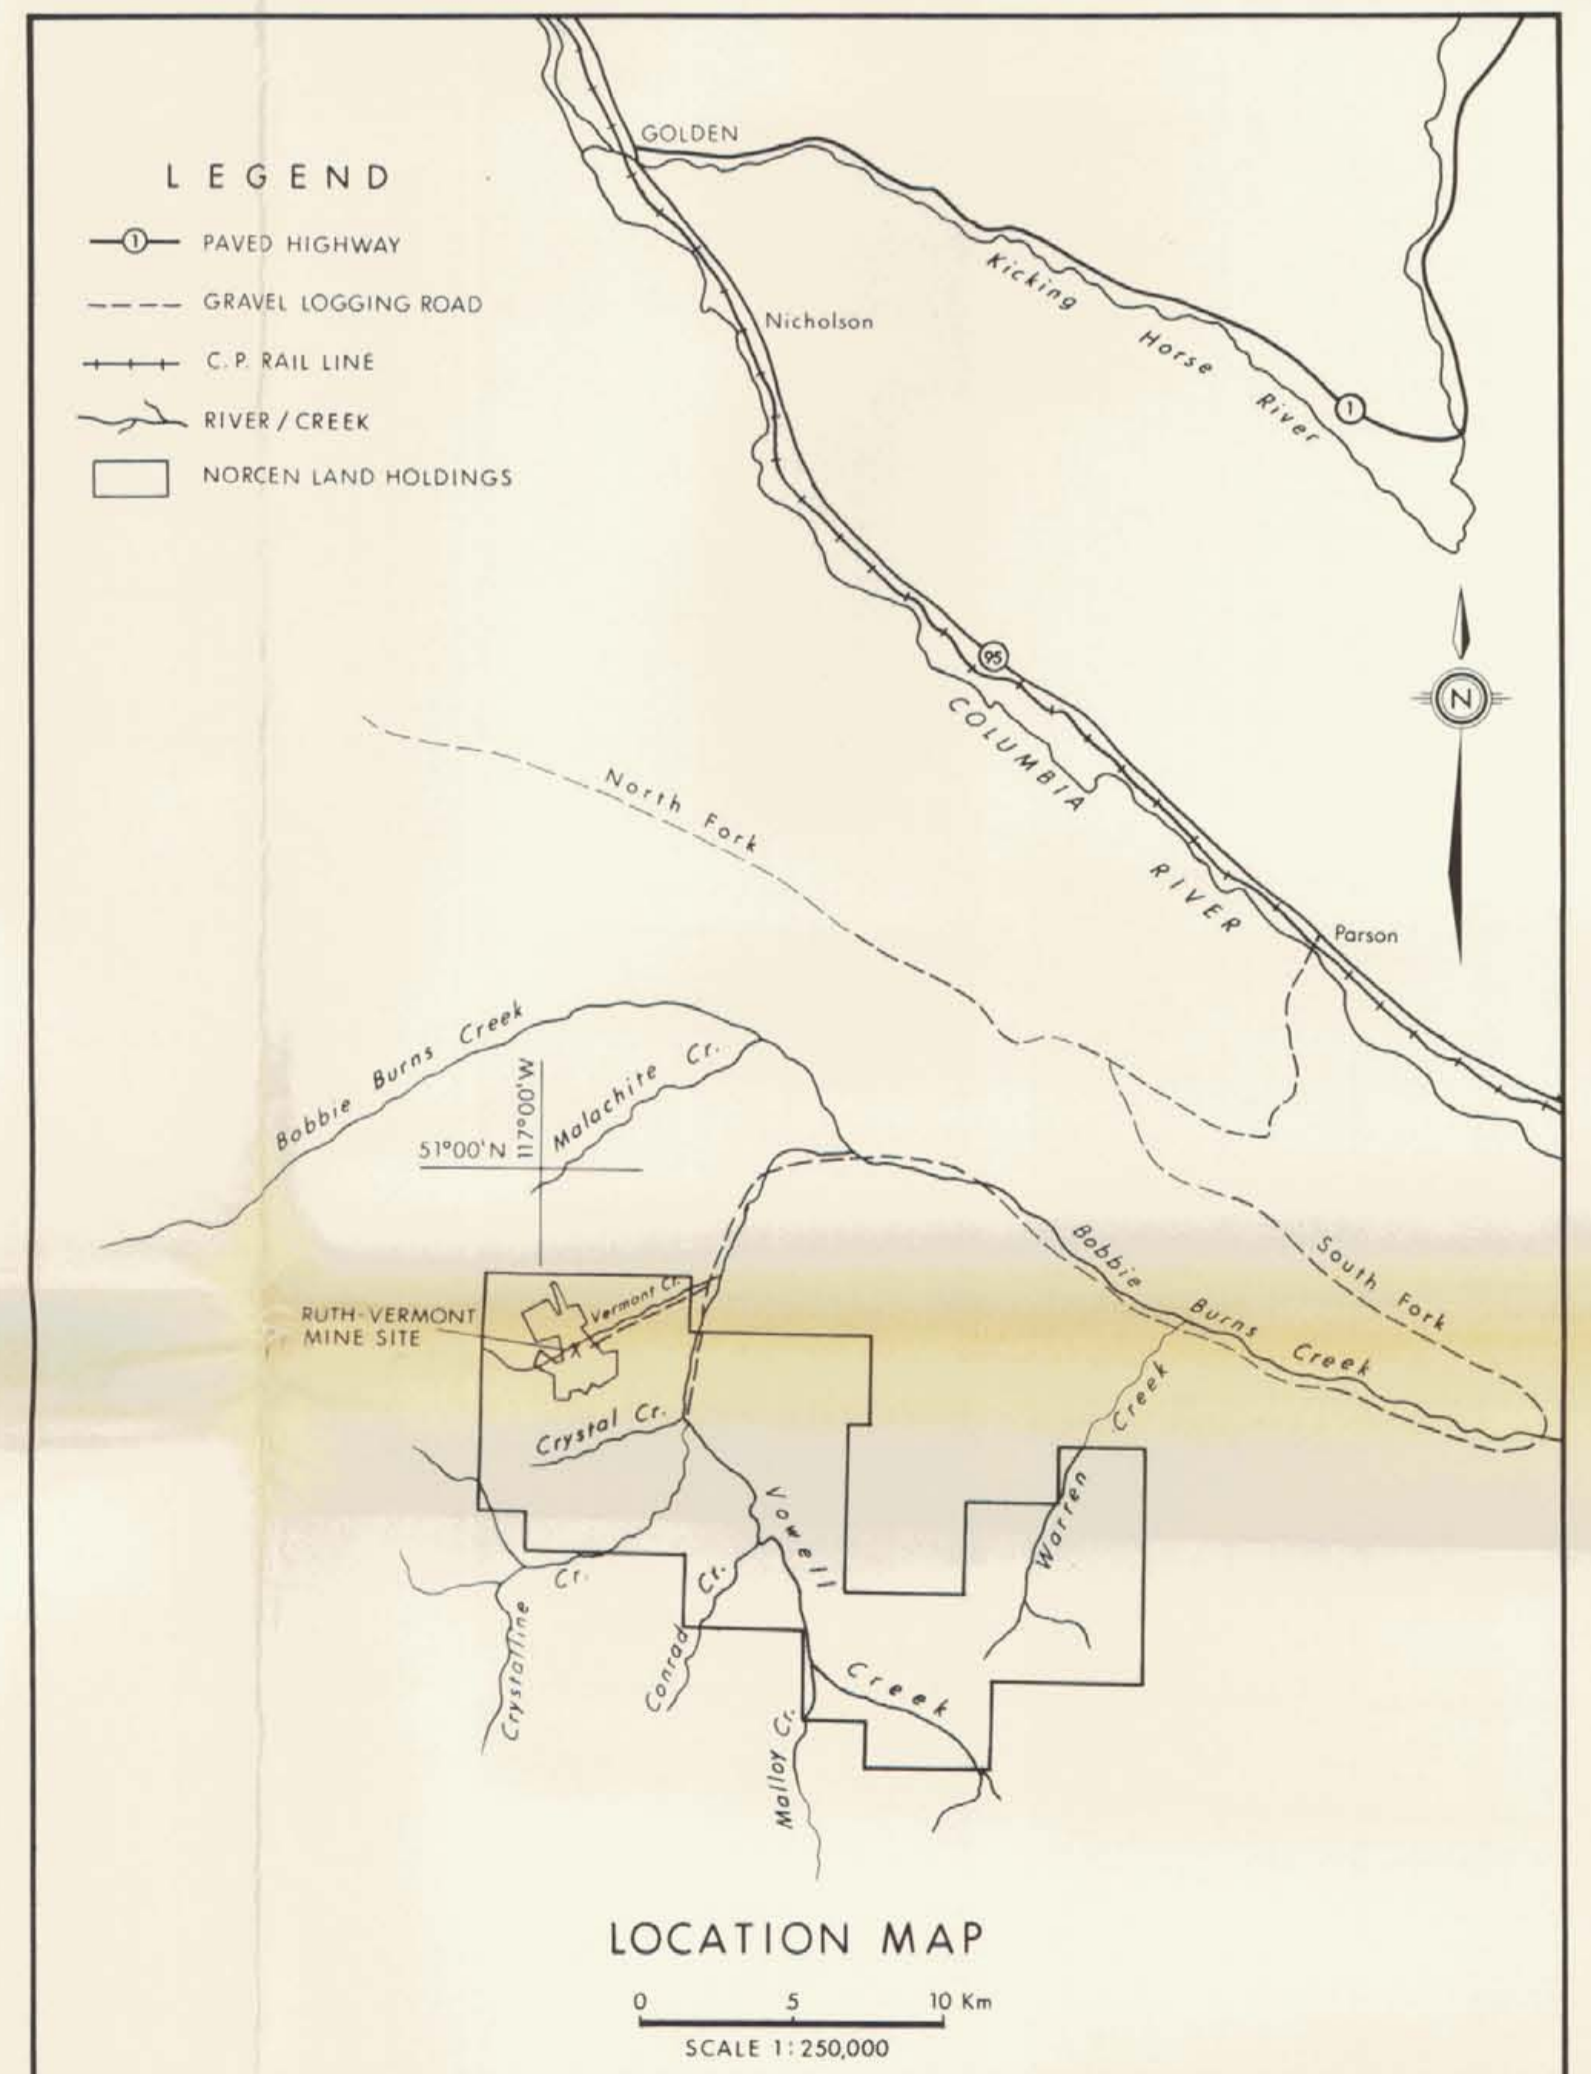 GOLDEN
LEGEND
1 PAVED HIGHWAY
GRAVEL LOGGING ROAD
C.P. RAIL LINE
RIVER / CREEK
NORCEN LAND HOLDINGS
Kicking Horse River
Nicholson
1
95
N
COLUMBIA RIVER
North Fork
Parson
Bobbie Burns Creek
Malachite Cr.
51°00'N
117°00'W
Bobbie Burns Creek
South Fork
RUTH-VERMONT
MINE SITE
Vermont Cr.
X
Crystal Cr.
Vowell Creek
Warren Creek
Crystalline Cr.
Conrad Cr.
Malloy Cr.
LOCATION MAP
0 5 10 Km
SCALE 1:250,000